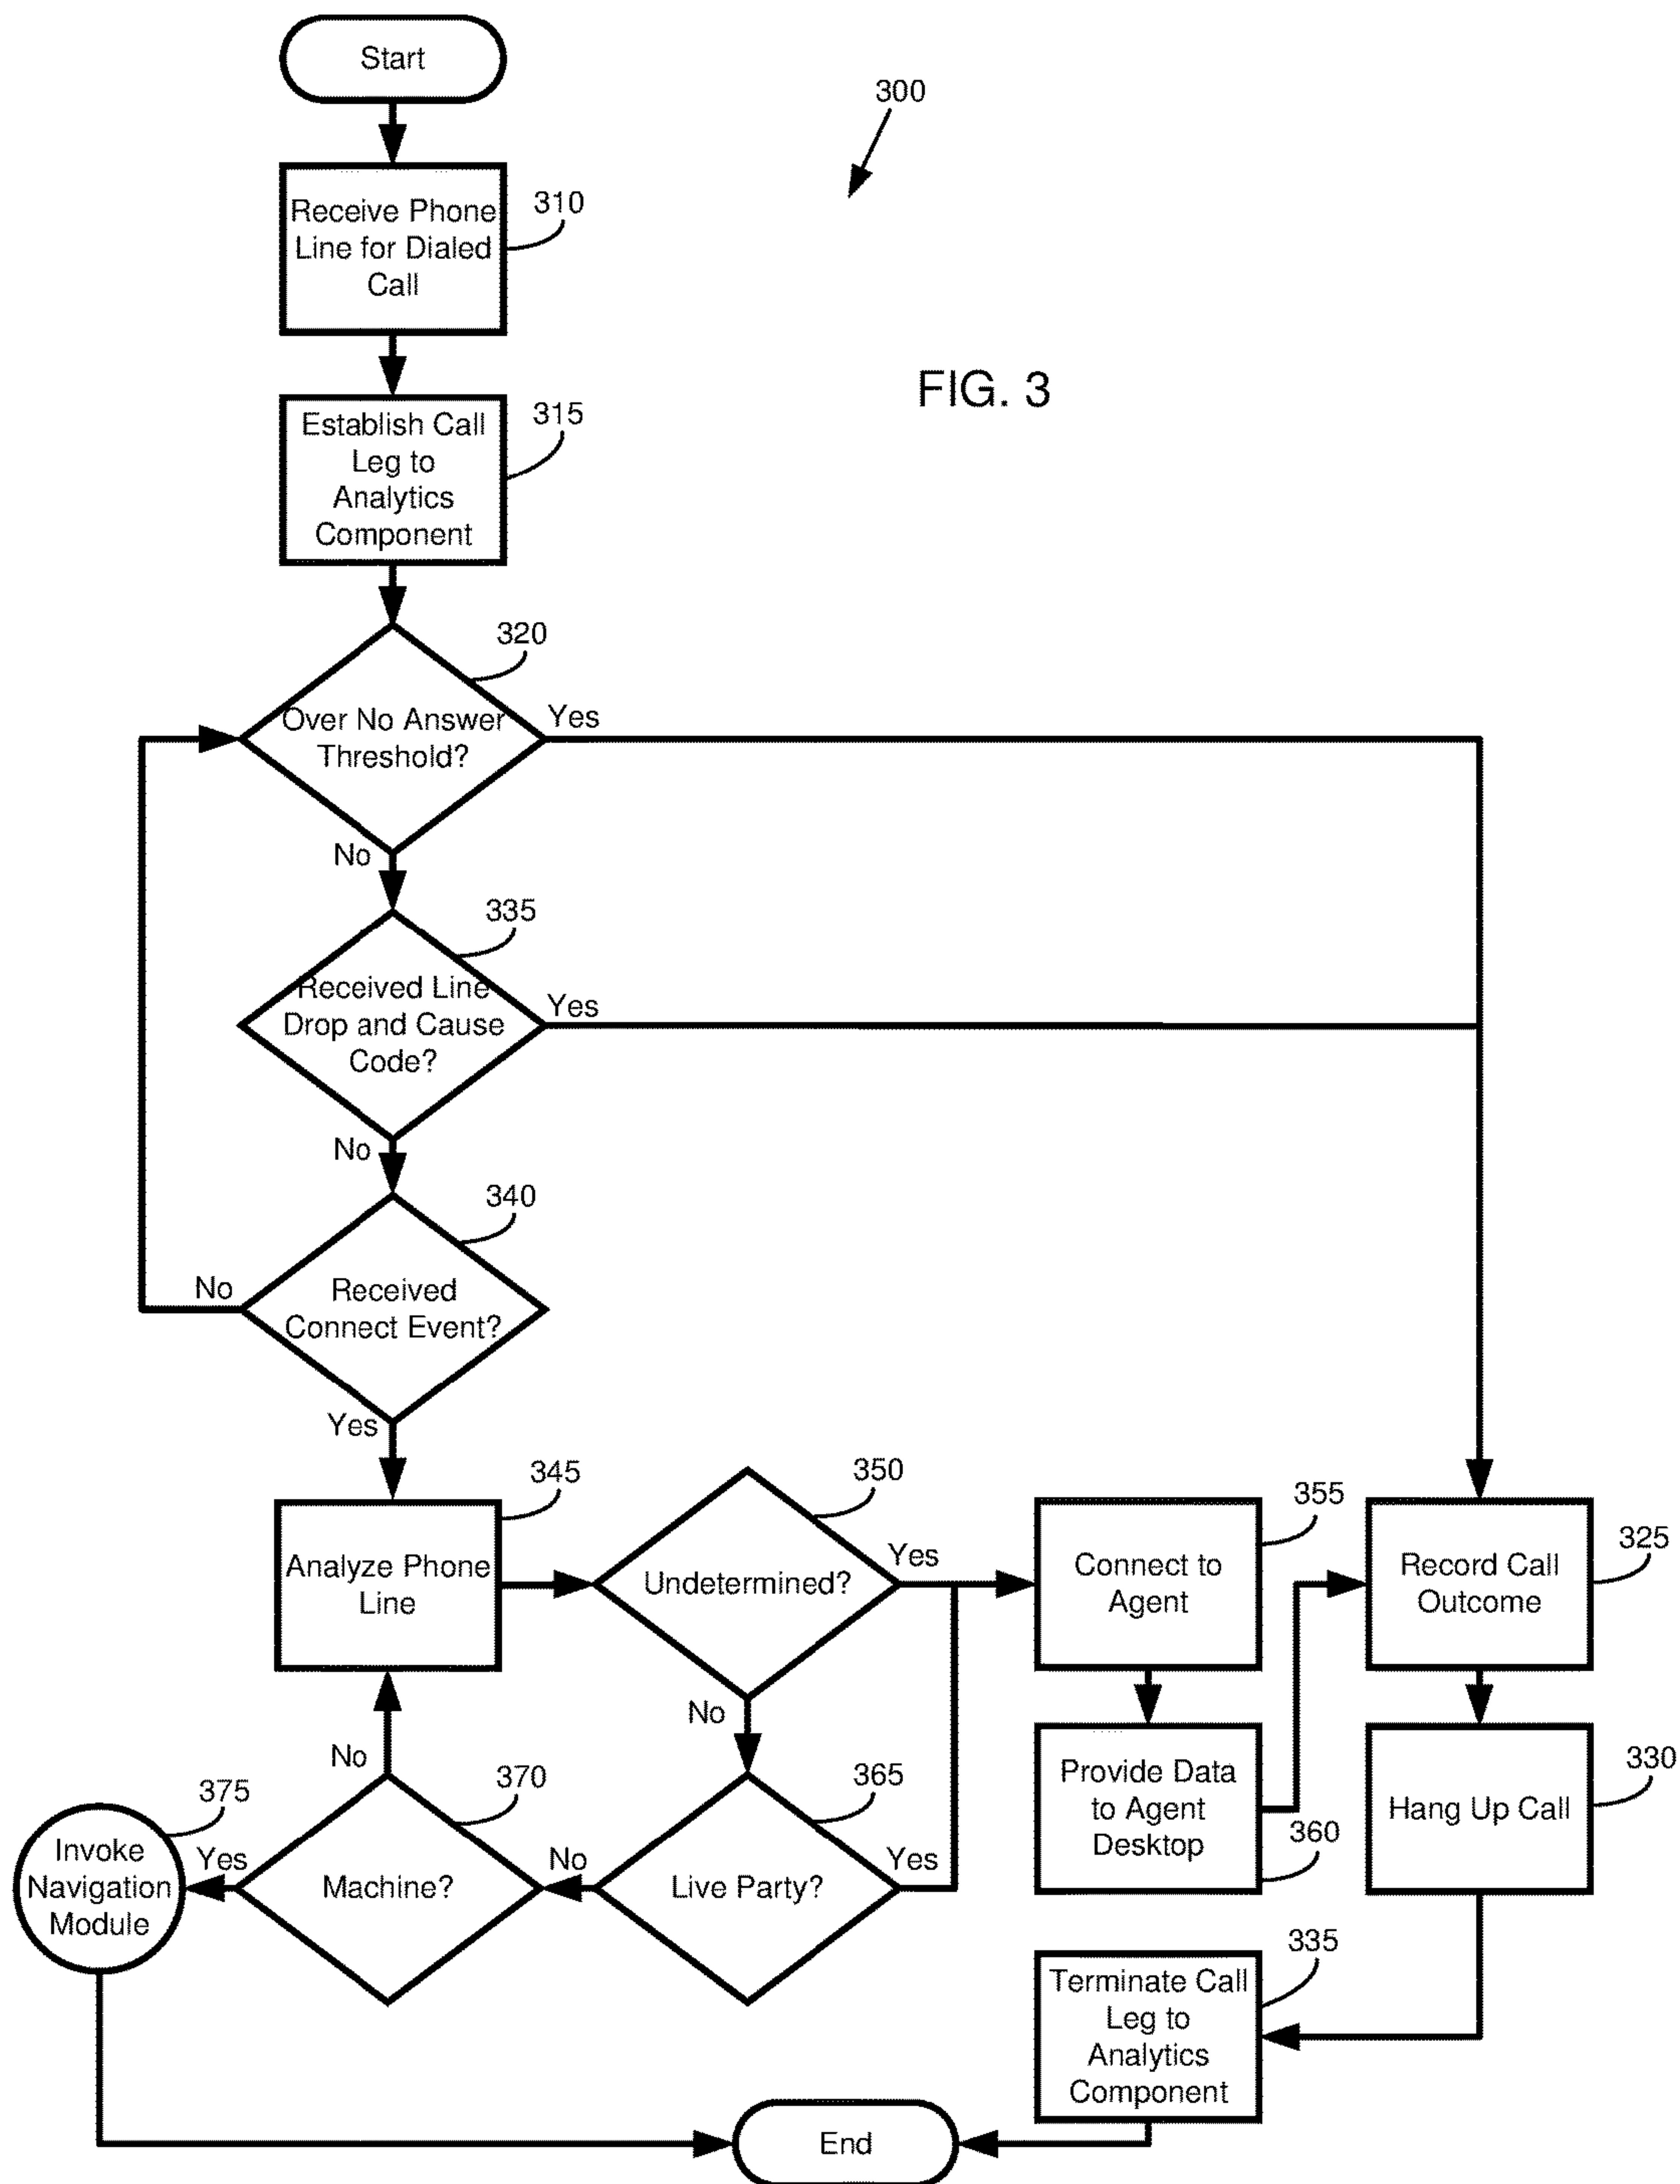 Start
300
Receive Phone
Line for Dialed
Call
310
FIG. 3
Establish Call
Leg to
Analytics
Component
315
320
Over No Answer
Threshold?
Yes
No
335
Received Line
Drop and Cause
Code?
Yes
No
340
Received
Connect Event?
No
Yes
345
Analyze Phone
Line
350
Undetermined?
Yes
No
355
Connect to
Agent
325
Record Call
Outcome
No
375
Invoke
Navigation
Module
Yes
370
Machine?
No
365
Live Party?
Yes
Provide Data
to Agent
Desktop
360
330
Hang Up Call
335
Terminate Call
Leg to
Analytics
Component
End